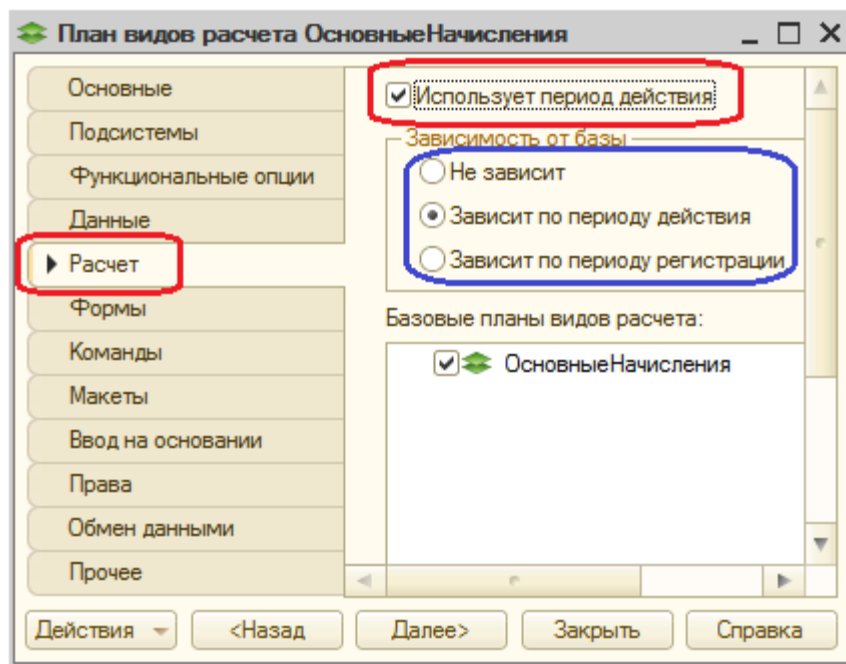 План видов расчета ОсновныеНачисления
Основные
Подсистемы
Функциональные опции
Данные
Расчет
Формы
Команды
Макеты
Ввод на основании
Права
Обмен данными
Прочее
Использует период действия
Зависимость от базы
Не зависит
Зависит по периоду действия
Зависит по периоду регистрации
Базовые планы видов расчета:
ОсновныеНачисления
Действия
<Назад
Далее>
Закрыть
Справка